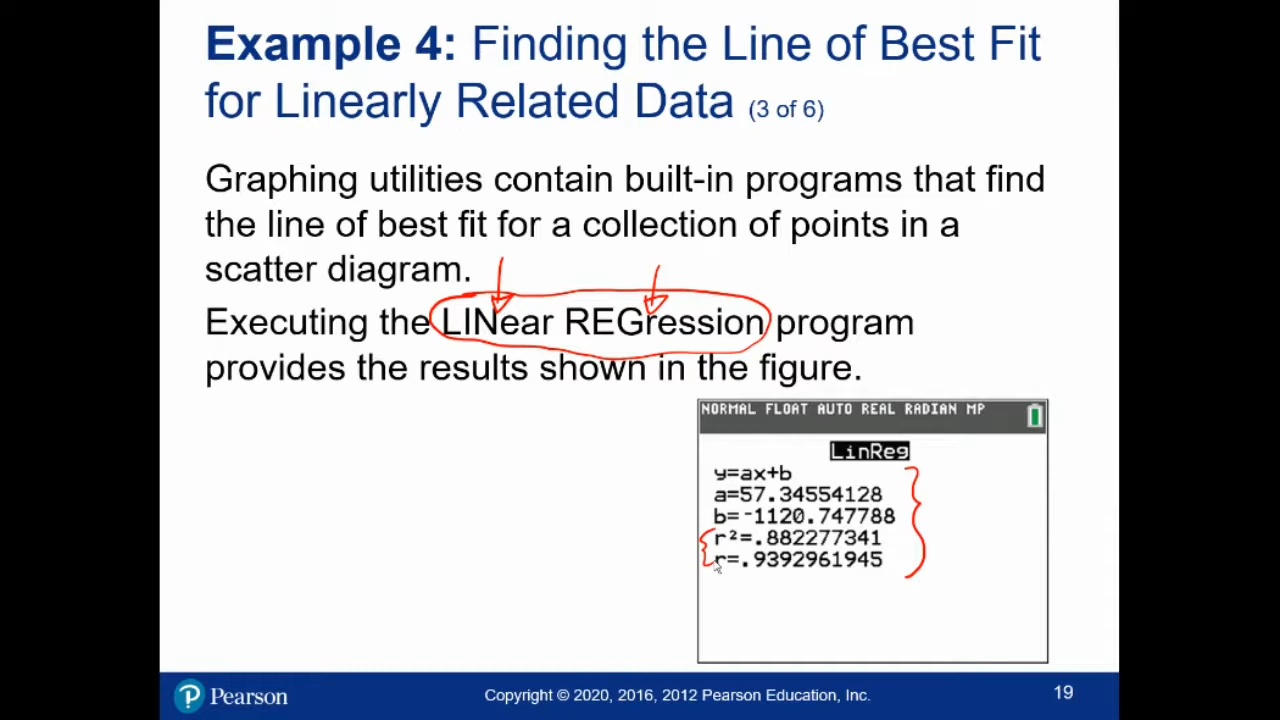 Example 4: Finding the Line of Best Fit
for Linearly Related Data (3 of 6)
Graphing utilities contain built-in programs that find
the line of best fit for a collection of points in a
scatter diagram.
Executing the LINear REGression program
provides the results shown in the figure.
NORMAL FLOAT AUTO REAL RADIAN MP
LinReg
y=ax+b
a=57.34554128
b=-1120.747788
r²=.882277341
r=.9392961945
P Pearson
Copyright © 2020, 2016, 2012 Pearson Education, Inc.
19